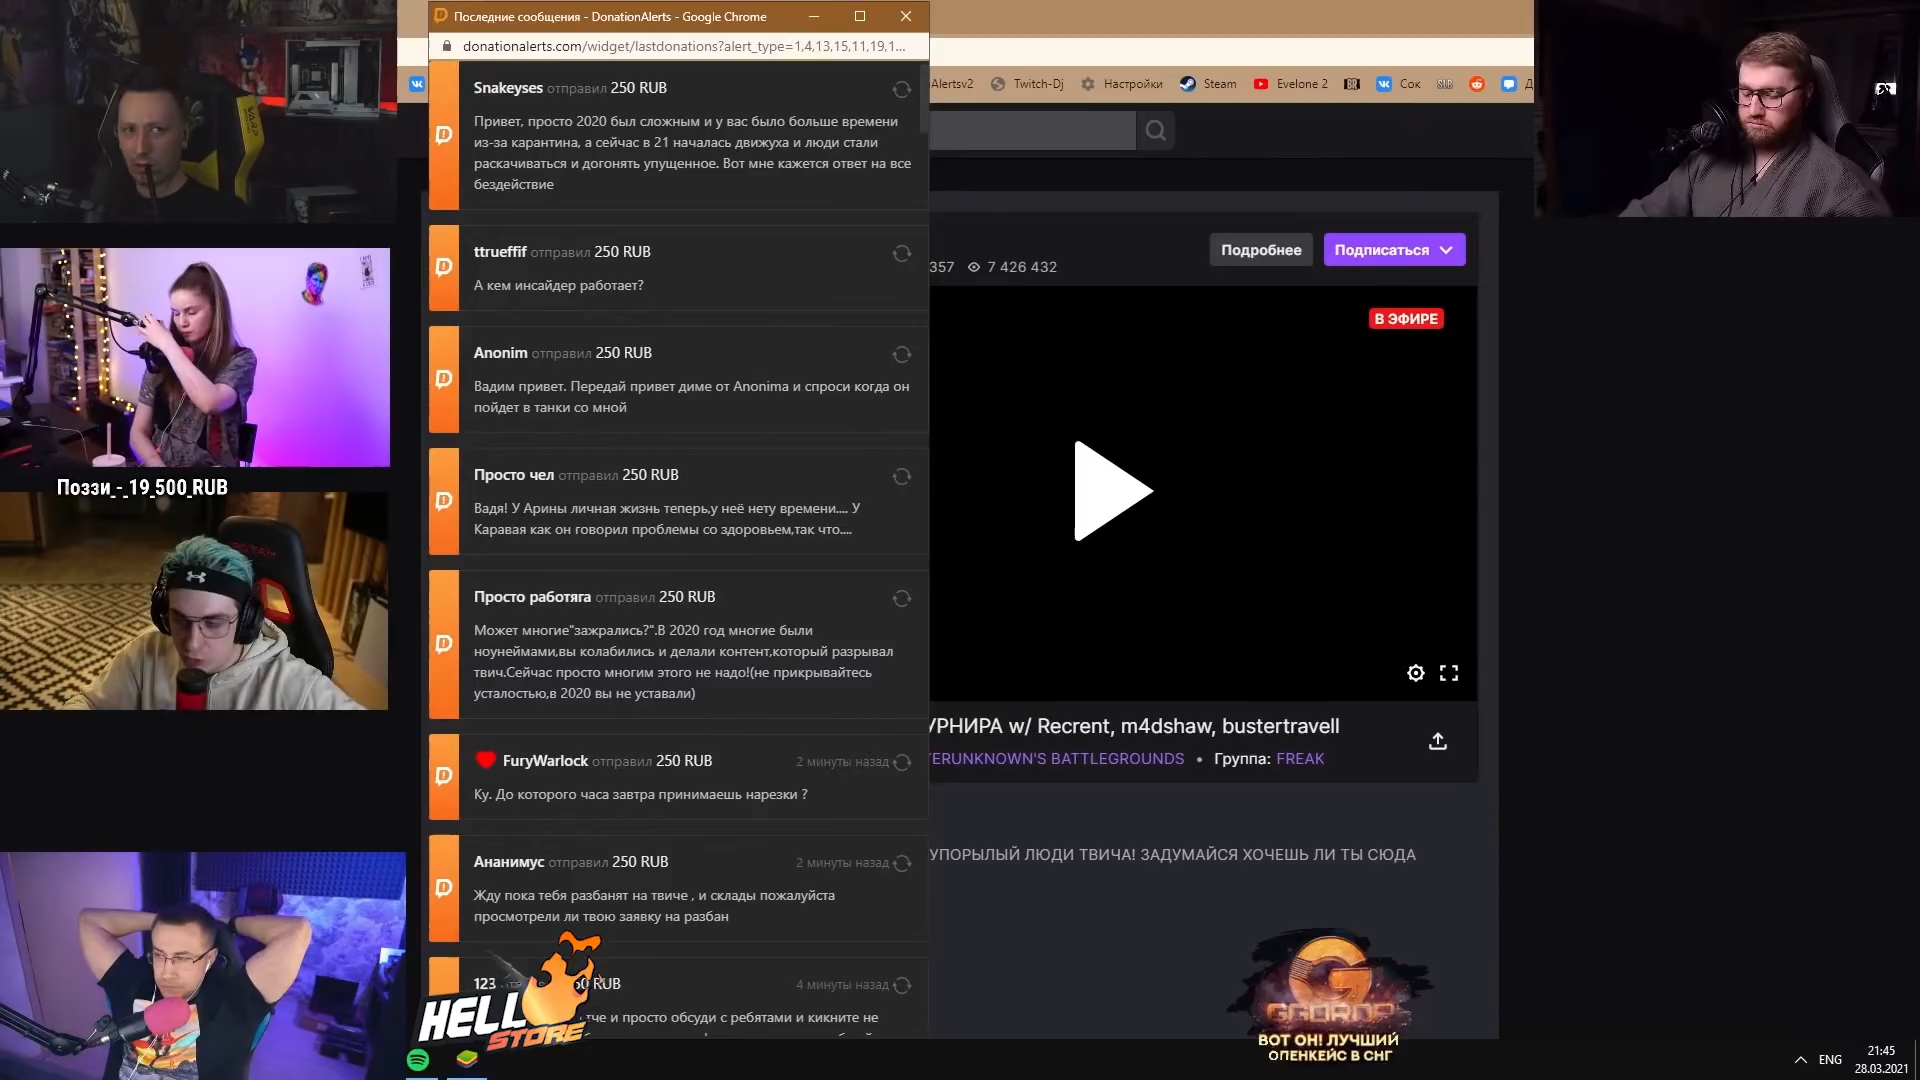 Последние сообщения - DonationAlerts - Google Chrome
donationalerts.com/widget/lastdonations?alert_type=1,4,13,15,11,19,1...
Alertsv2
Twitch-Dj
Настройки
Steam
Evelone 2
Сок
SLB
Д
Snakeyses отправил 250 RUB
Привет, просто 2020 был сложным и у вас было больше времени
из-за карантина, а сейчас в 21 началась движуха и люди стали
раскачиваться и догонять упущенное. Вот мне кажется ответ на все
бездействие
ttrueffif отправил 250 RUB
А кем инсайдер работает?
Anonim отправил 250 RUB
Вадим привет. Передай привет диме от Anonima и спроси когда он
пойдет в танки со мной
Просто чел отправил 250 RUB
Вадя! У Арины личная жизнь теперь,у неё нету времени.... У
Каравая как он говорил проблемы со здоровьем,так что....
Просто работяга отправил 250 RUB
Может многие"зажрались?".В 2020 год многие были
ноунеймами,вы колабились и делали контент,который разрывал
твич.Сейчас просто многим этого не надо!(не прикрывайтесь
усталостью,в 2020 вы не уставали)
FuryWarlock отправил 250 RUB
2 минуты назад
Ку. До которого часа завтра принимаешь нарезки ?
Ананимус отправил 250 RUB
2 минуты назад
Жду пока тебя разбанят на твиче , и склады пожалуйста
просмотрели ли твою заявку на разбан
123
RUB
4 минуты назад
и просто обсуди с ребятами и кикните не
357
7 426 432
Подробнее
Подписаться
В ЭФИРЕ
УРНИРА w/ Recrent, m4dshaw, bustertravell
ERUNKNOWN'S BATTLEGROUNDS • Группа: FREAK
УПОРЫЛЫЙ ЛЮДИ ТВИЧА! ЗАДУМАЙСЯ ХОЧЕШЬ ЛИ ТЫ СЮДА
Поззи_-_19_500_RUB
HELL
STORE
GGDROP
ВОТ ОН! ЛУЧШИЙ
ОПЕНКЕЙС В СНГ
ENG
21:45
28.03.2021